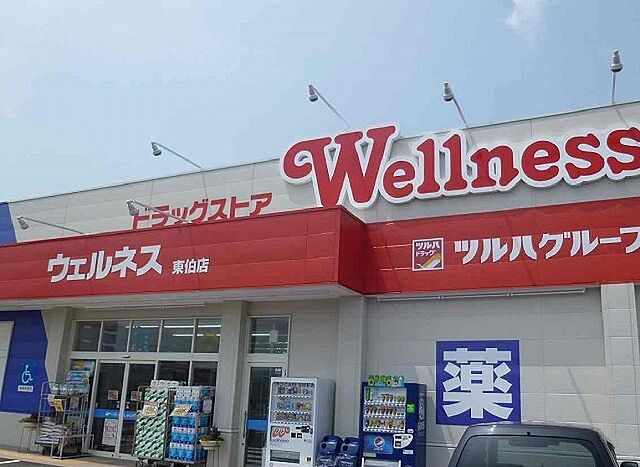 Wellness
ドラッグストア
ウェルネス 東伯店
ツルハドラッグ
ツルハグループ
薬
pepsi